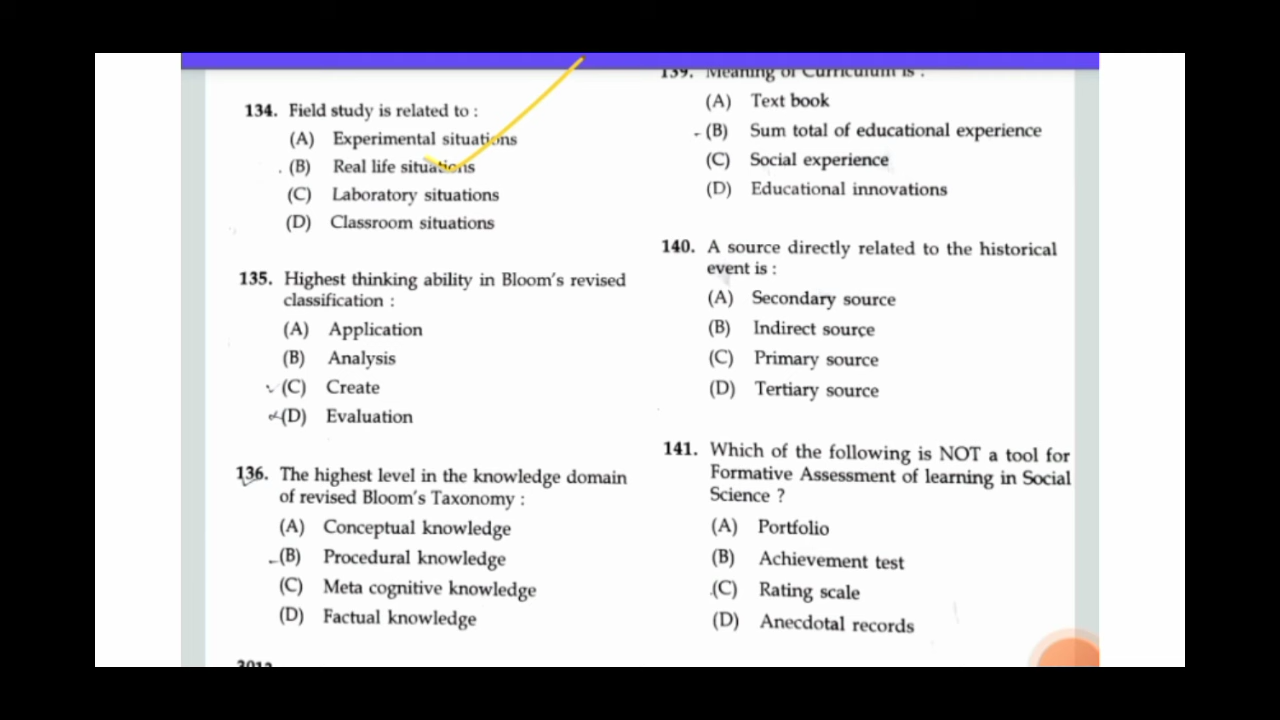 134. Field study is related to :
(A) Experimental situations
(B) Real life situations
(C) Laboratory situations
(D) Classroom situations
135. Highest thinking ability in Bloom's revised
classification :
(A) Application
(B) Analysis
(C) Create
(D) Evaluation
136. The highest level in the knowledge domain
of revised Bloom's Taxonomy :
(A) Conceptual knowledge
(B) Procedural knowledge
(C) Meta cognitive knowledge
(D) Factual knowledge
139. Meaning of Curriculum is :
(A) Text book
(B) Sum total of educational experience
(C) Social experience
(D) Educational innovations
140. A source directly related to the historical
event is :
(A) Secondary source
(B) Indirect source
(C) Primary source
(D) Tertiary source
141. Which of the following is NOT a tool for
Formative Assessment of learning in Social
Science ?
(A) Portfolio
(B) Achievement test
(C) Rating scale
(D) Anecdotal records